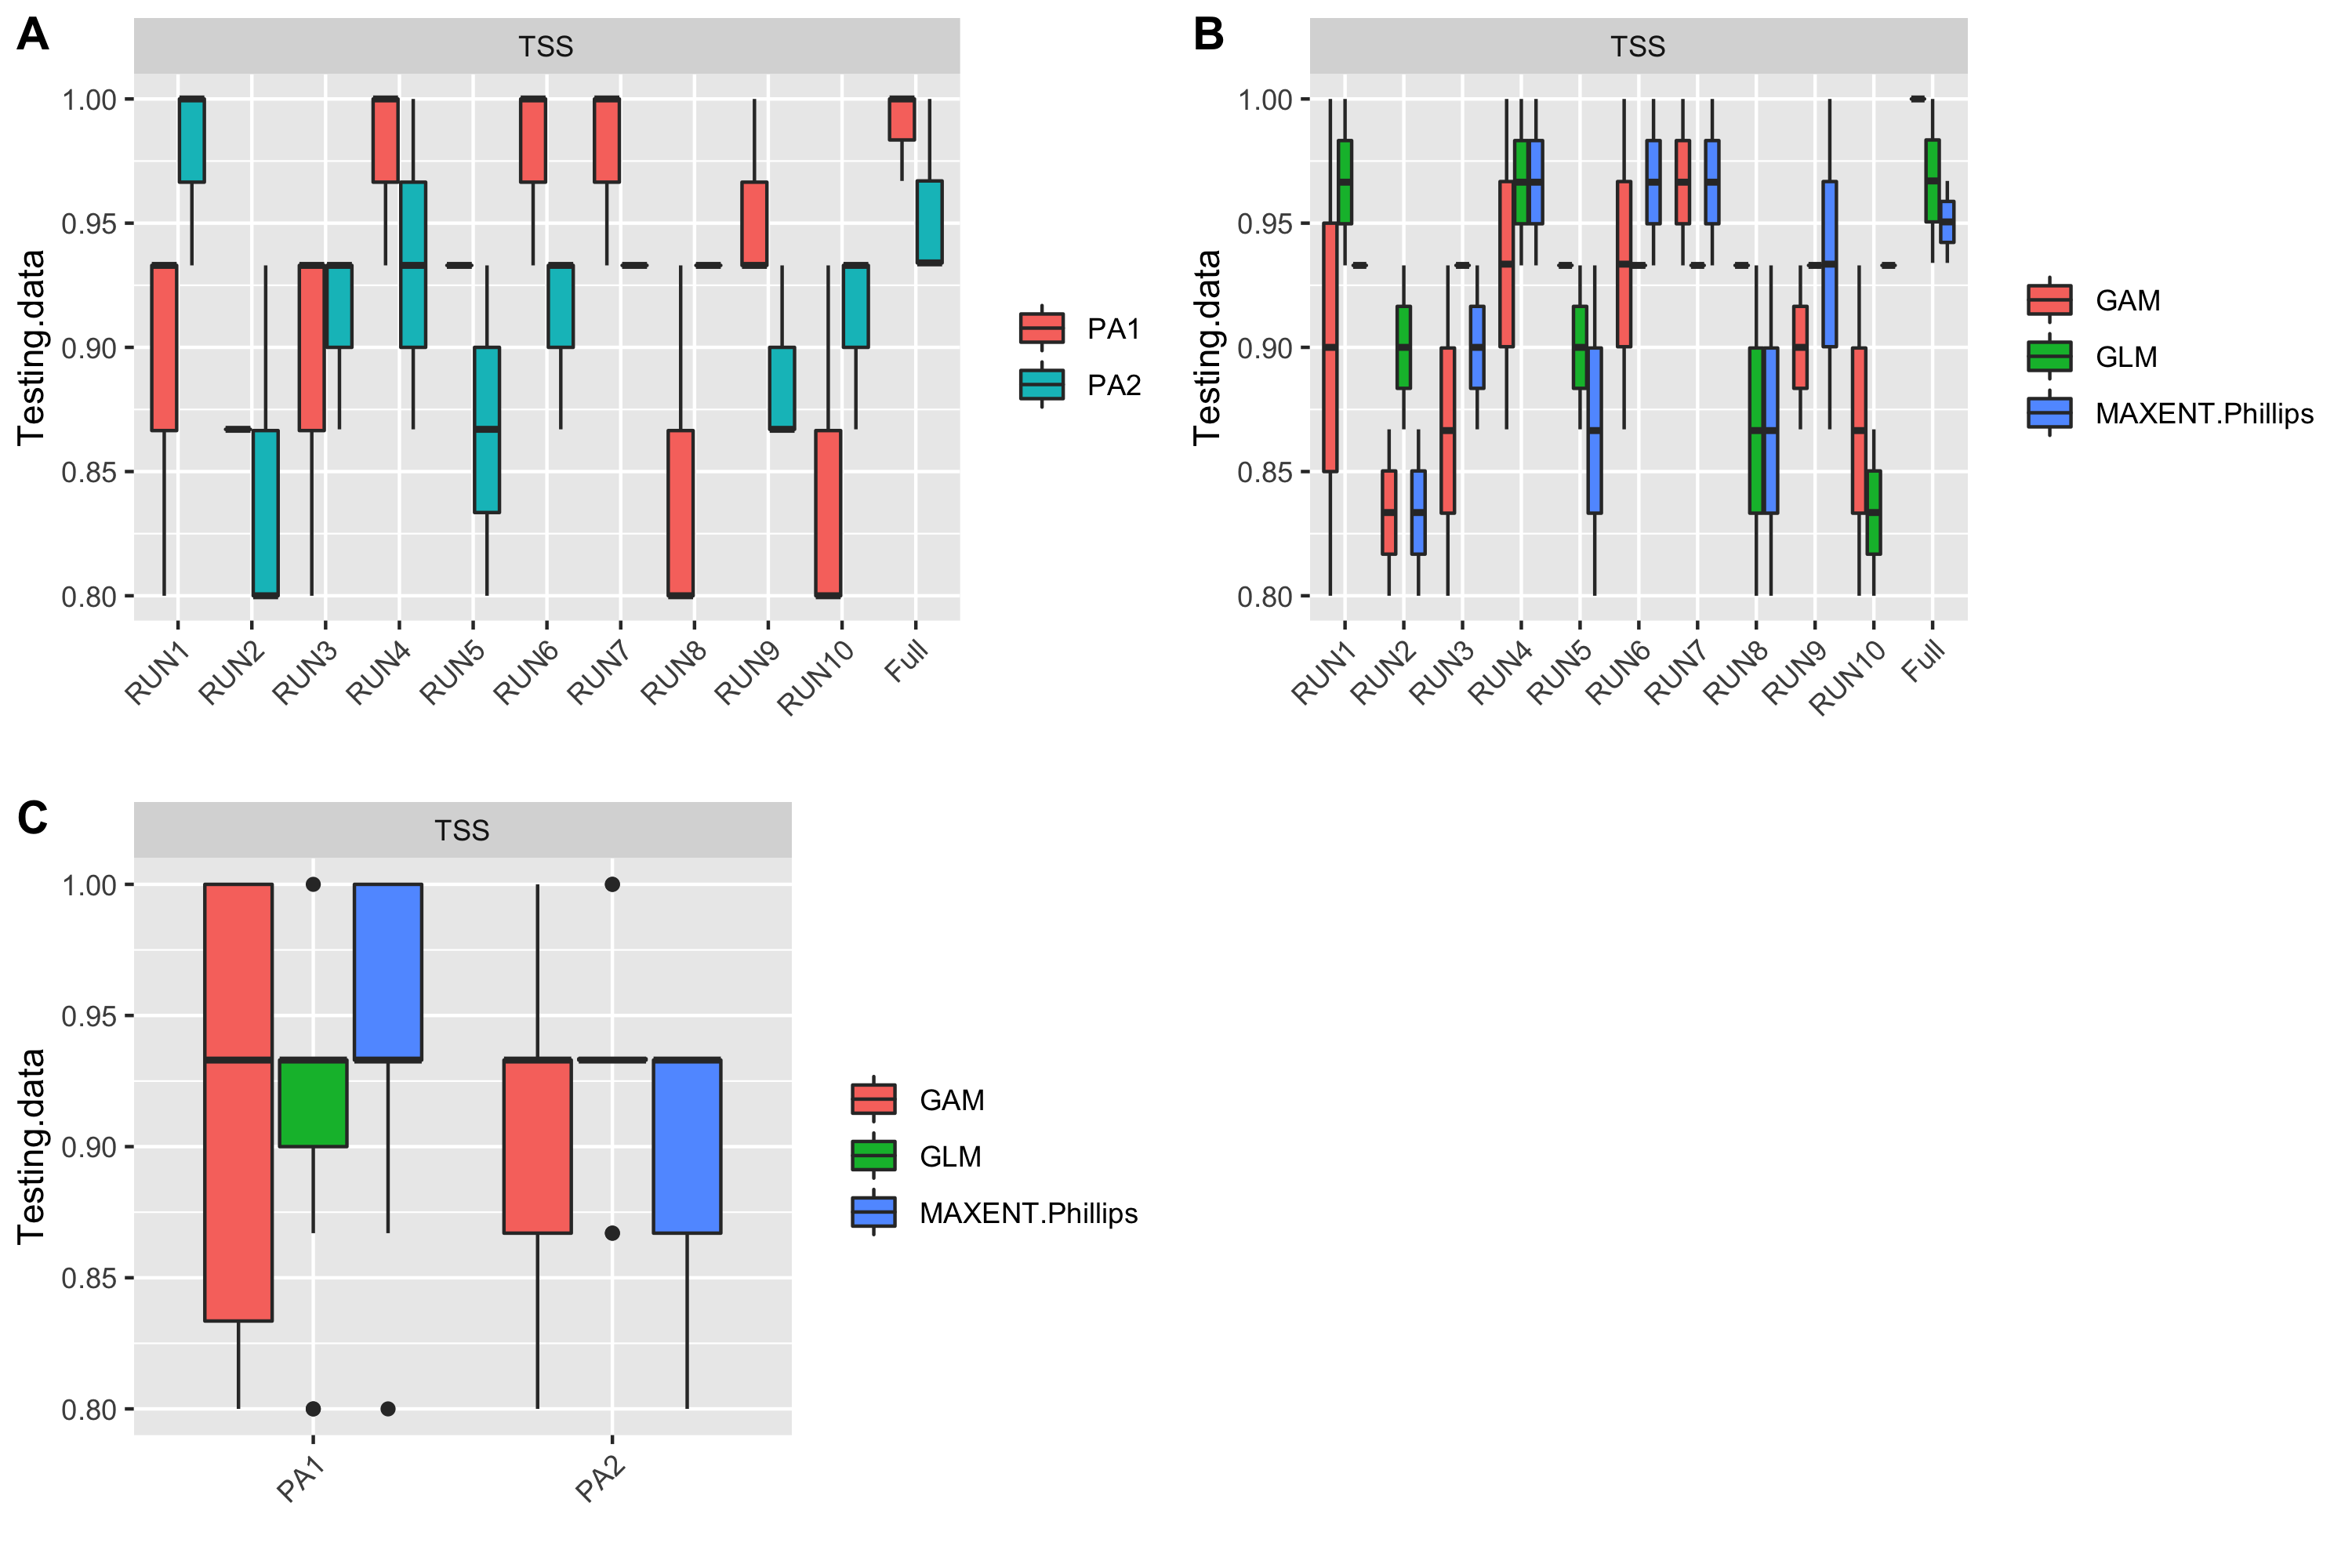 A
TSS
Testing.data
1.00
0.95
0.90
0.85
0.80
RUN1
RUN2
RUN3
RUN4
RUN5
RUN6
RUN7
RUN8
RUN9
RUN10
Full
PA1
PA2
B
TSS
Testing.data
1.00
0.95
0.90
0.85
0.80
RUN1
RUN2
RUN3
RUN4
RUN5
RUN6
RUN7
RUN8
RUN9
RUN10
Full
GAM
GLM
MAXENT.Phillips
C
TSS
Testing.data
1.00
0.95
0.90
0.85
0.80
PA1
PA2
GAM
GLM
MAXENT.Phillips